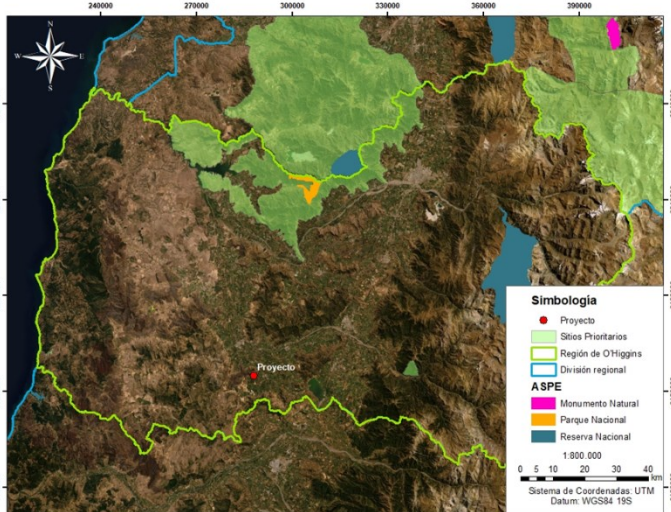 240000 270000 300000 330000 360000 390000
N
W E
S
Proyecto
Simbología
Proyecto
Sitios Prioritarios
Región de O'Higgins
División regional
ASPE
Monumento Natural
Parque Nacional
Reserva Nacional
1:800.000
0 5 10 20 30 40
km
Sistema de Coordenadas: UTM
Datum: WGS84 19S